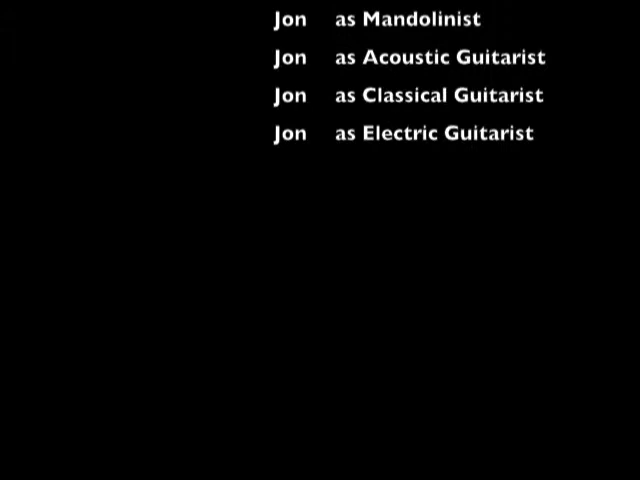 Jon as Mandolinist
Jon as Acoustic Guitarist
Jon as Classical Guitarist
Jon as Electric Guitarist